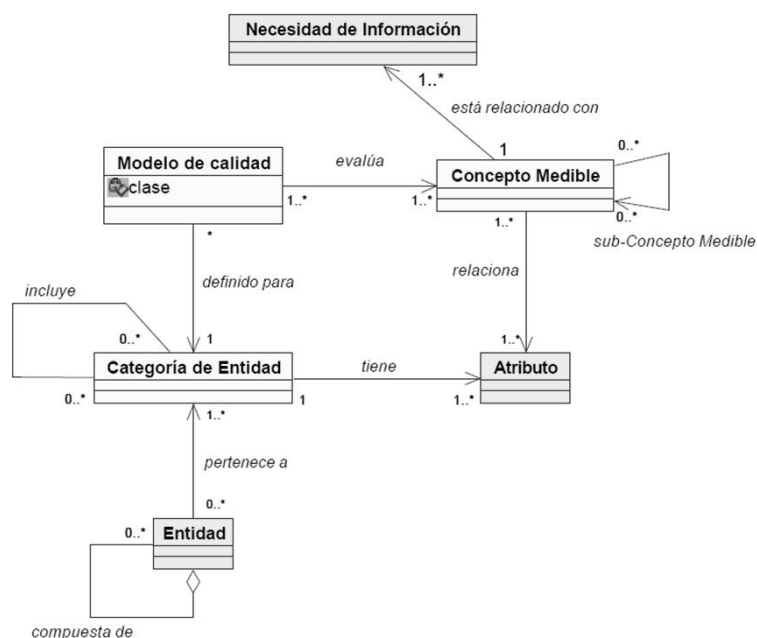 Necesidad de Información
1..*
está relacionado con
1
0..*
Modelo de calidad
clase
evalúa
1..*
1..*
Concepto Medible
0..*
sub-Concepto Medible
*
1..*
definido para
relaciona
incluye
0..*
1
1..*
Categoría de Entidad
tiene
Atributo
0..*
1
1..*
1..*
pertenece a
0..*
0..*
Entidad
compuesta de